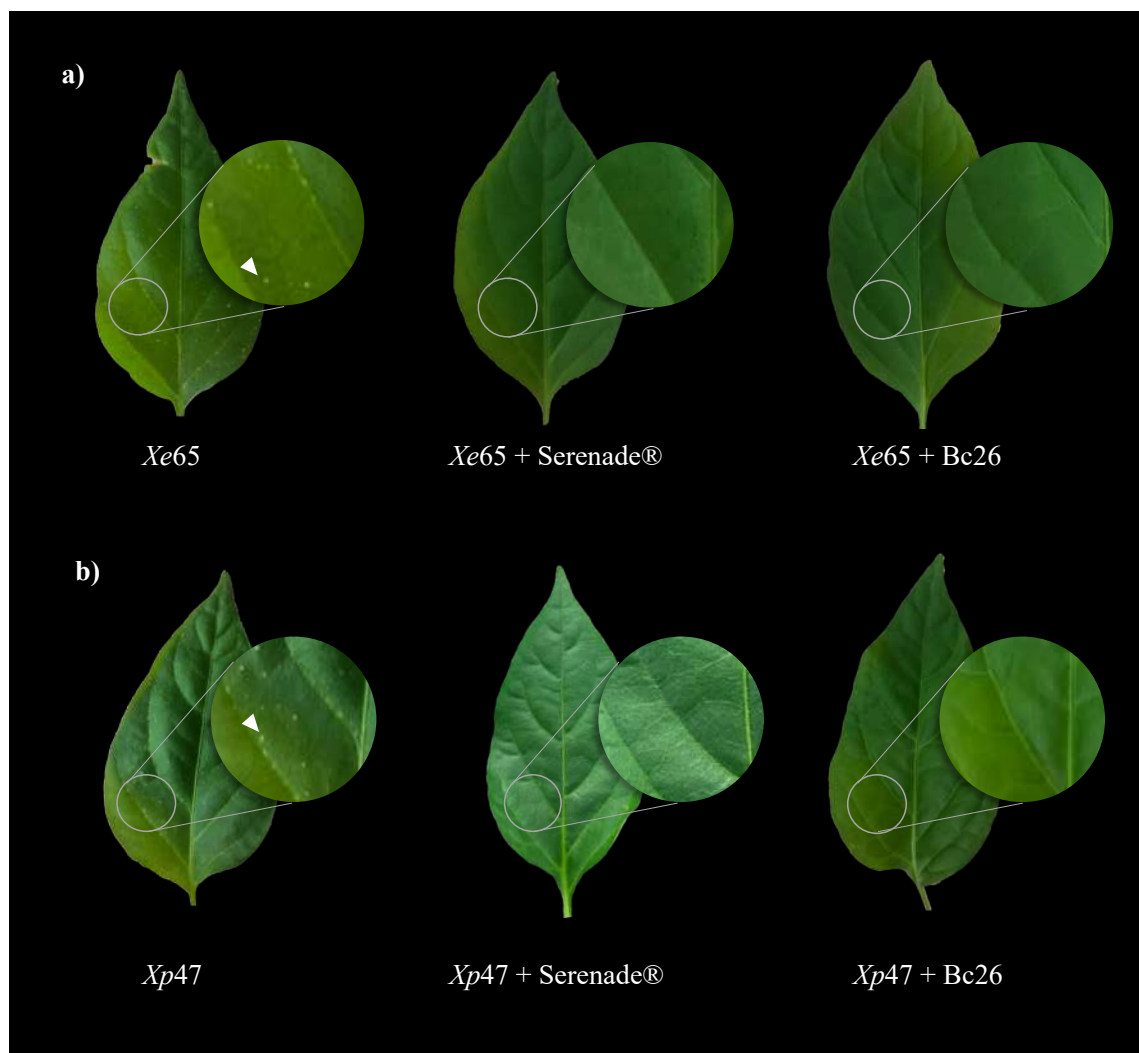 a)
Xe65
Xe65 + Serenade®
Xe65 + Bc26
b)
Xp47
Xp47 + Serenade®
Xp47 + Bc26